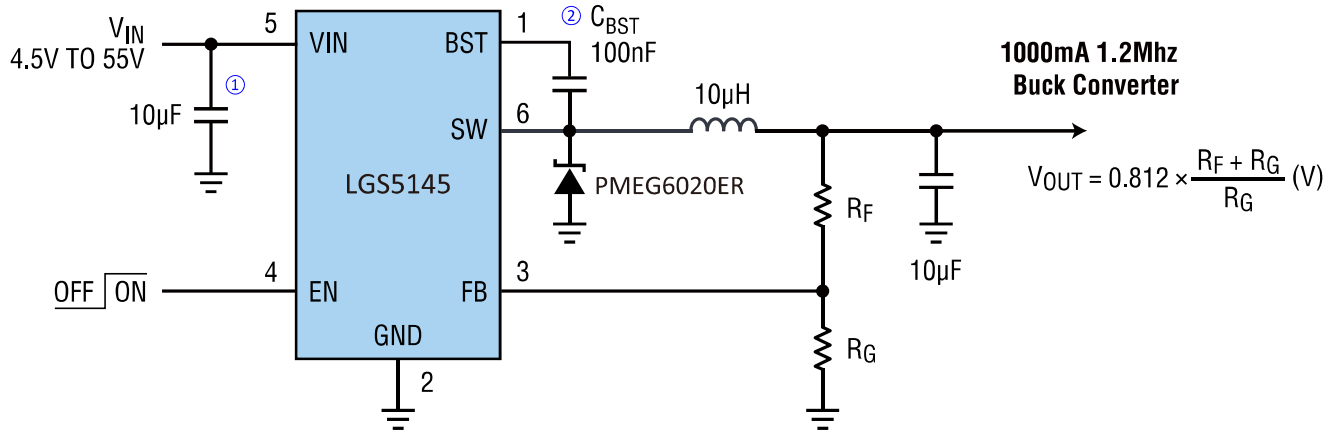 VIN
4.5V TO 55V
5
VIN
①
10µF
BST
1
② CBST
100nF
SW
6
10µH
1000mA 1.2Mhz
Buck Converter
LGS5145
PMEG6020ER
RF
10µF
VOUT = 0.812 × RF + RG / RG (V)
OFF ON
4
EN
FB
3
GND
2
RG